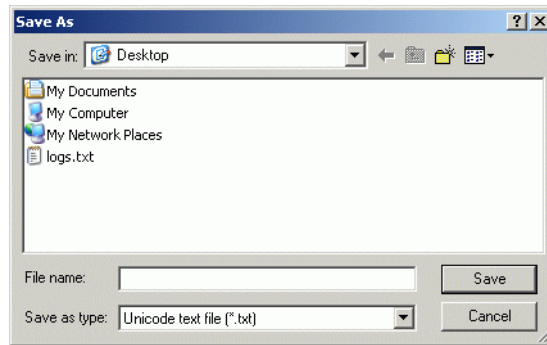 Save As
Save in: Desktop
My Documents
My Computer
My Network Places
logs.txt
File name:
Save
Save as type: Unicode text file (*.txt)
Cancel